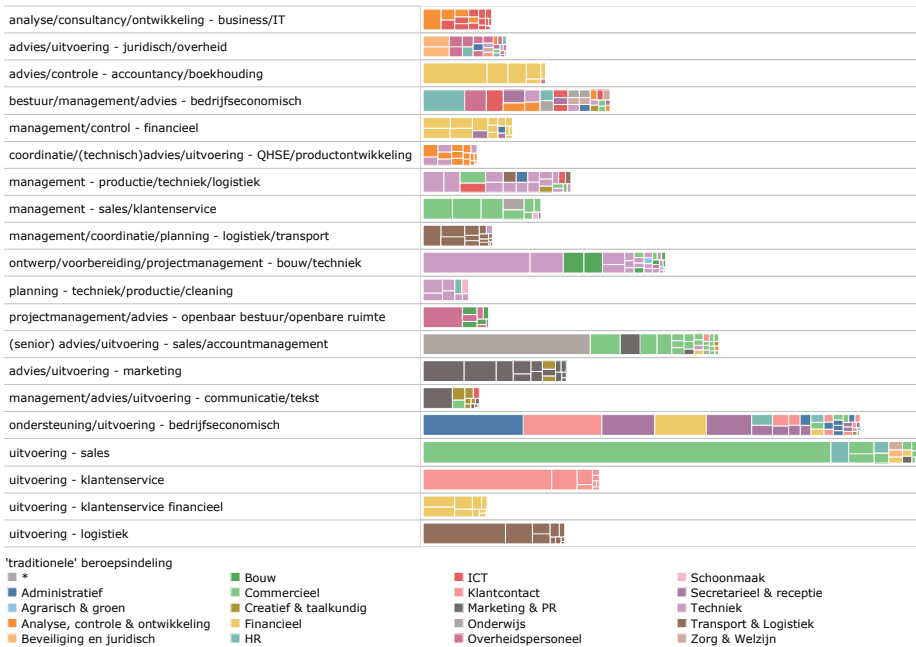 analyse/consultancy/ontwikkeling - business/IT
advies/uitvoering - juridisch/overheid
advies/controle - accountancy/boekhouding
bestuur/management/advies - bedrijfseconomisch
management/control - financieel
coordinatie/(technisch)advies/uitvoering - QHSE/productontwikkeling
management - productie/techniek/logistiek
management - sales/klantenservice
management/coordinatie/planning - logistiek/transport
ontwerp/voorbereiding/projectmanagement - bouw/techniek
planning - techniek/productie/cleaning
projectmanagement/advies - openbaar bestuur/openbare ruimte
(senior) advies/uitvoering - sales/accountmanagement
advies/uitvoering - marketing
management/advies/uitvoering - communicatie/tekst
ondersteuning/uitvoering - bedrijfseconomisch
uitvoering - sales
uitvoering - klantenservice
uitvoering - klantenservice financieel
uitvoering - logistiek
'traditionele' beroepsindeling
* Bouw ICT Schoonmaak
Administratief Commercieel Klantcontact Secretarieel & receptie
Agrarisch & groen Creatief & taalkundig Marketing & PR Techniek
Analyse, controle & ontwikkeling Financieel Onderwijs Transport & Logistiek
Beveiliging en juridisch HR Overheidspersoneel Zorg & Welzijn